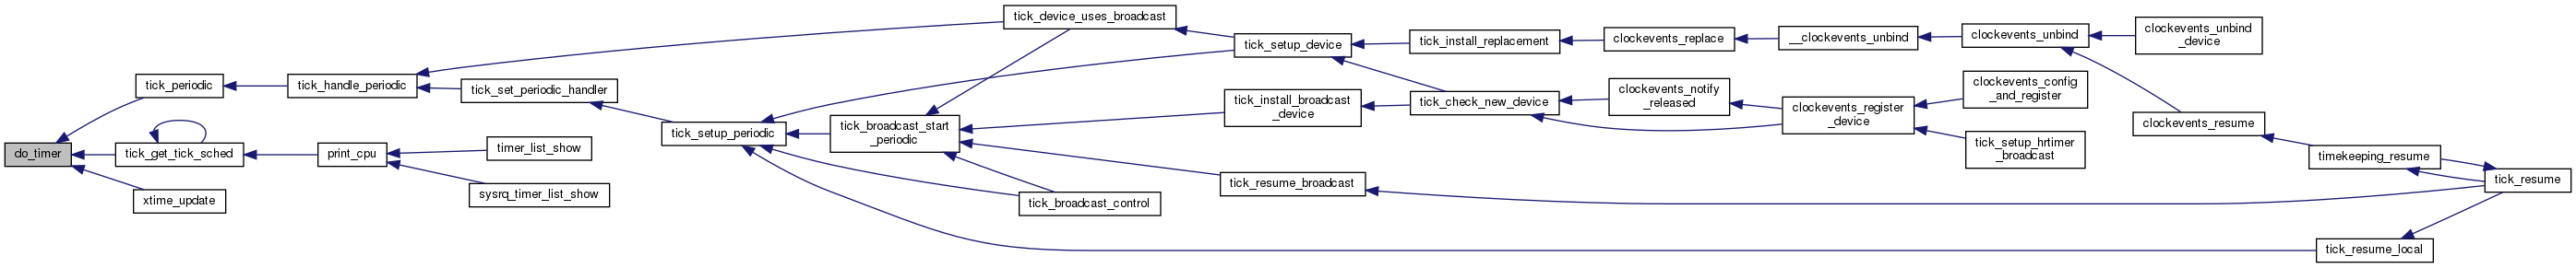 do_timer
tick_periodic
tick_get_tick_sched
xtime_update
tick_handle_periodic
print_cpu
tick_set_periodic_handler
timer_list_show
sysrq_timer_list_show
tick_setup_periodic
tick_broadcast_start
_periodic
tick_device_uses_broadcast
tick_broadcast_control
tick_setup_device
tick_install_broadcast
_device
tick_resume_broadcast
tick_install_replacement
tick_check_new_device
clockevents_replace
clockevents_notify
_released
__clockevents_unbind
clockevents_register
_device
clockevents_unbind
clockevents_config
_and_register
tick_setup_hrtimer
_broadcast
clockevents_unbind
_device
clockevents_resume
timekeeping_resume
tick_resume_local
tick_resume